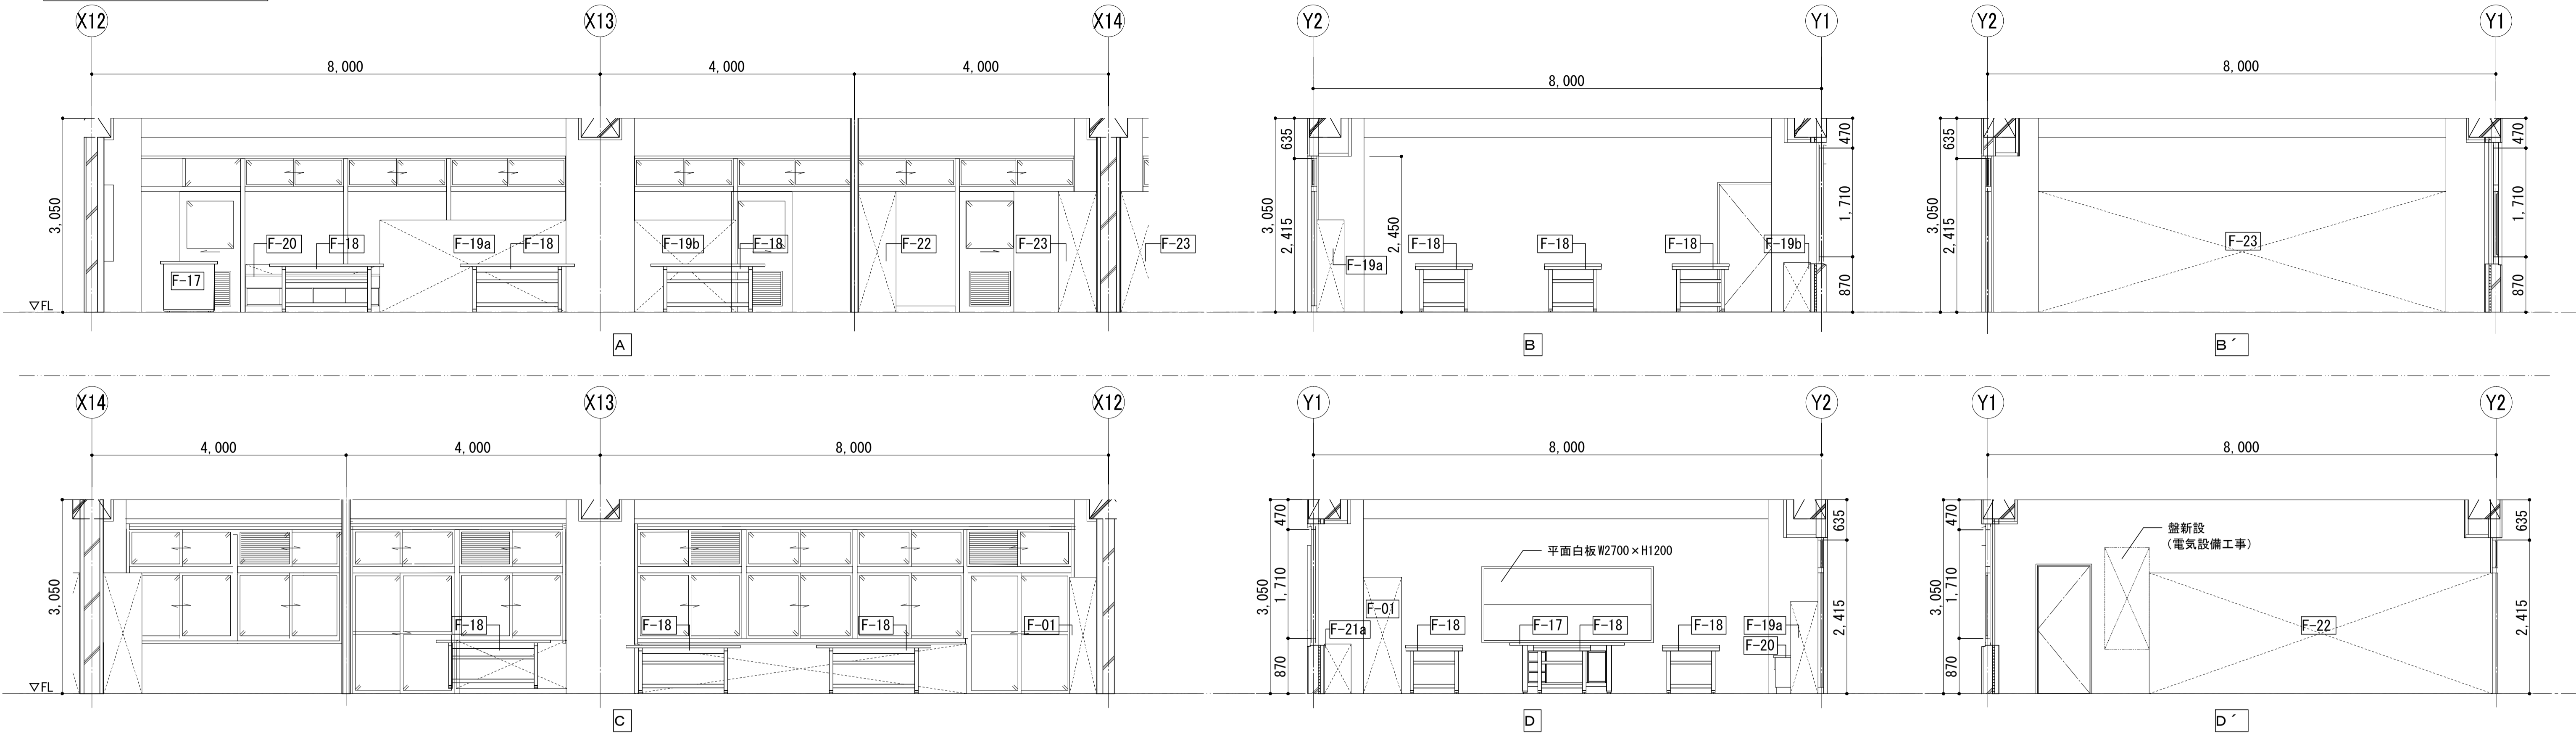 X12 X13 X14 Y2 Y1 Y2 Y1
8,000 4,000 4,000 8,000 8,000
3,050
F-20 F-18 F-19a F-18 F-19b F-18 F-22 F-23 F-23
F-17
▽FL
A
635
3,050
2,415
2,450
F-18 F-18 F-18 F-19b
F-19a
470
1,710
870
B
635
3,050
2,415
F-23
470
1,710
870
B´
X14 X13 X12 Y1 Y2 Y1 Y2
4,000 4,000 8,000 8,000 8,000
3,050
F-18 F-18 F-18 F-01
▽FL
C
470
3,050
1,710
870
平面白板W2700×H1200
F-01
F-21a F-18 F-17 F-18 F-18 F-19a
F-20
635
2,415
D
470
3,050
1,710
870
盤新設
(電気設備工事)
F-22
635
2,415
D´